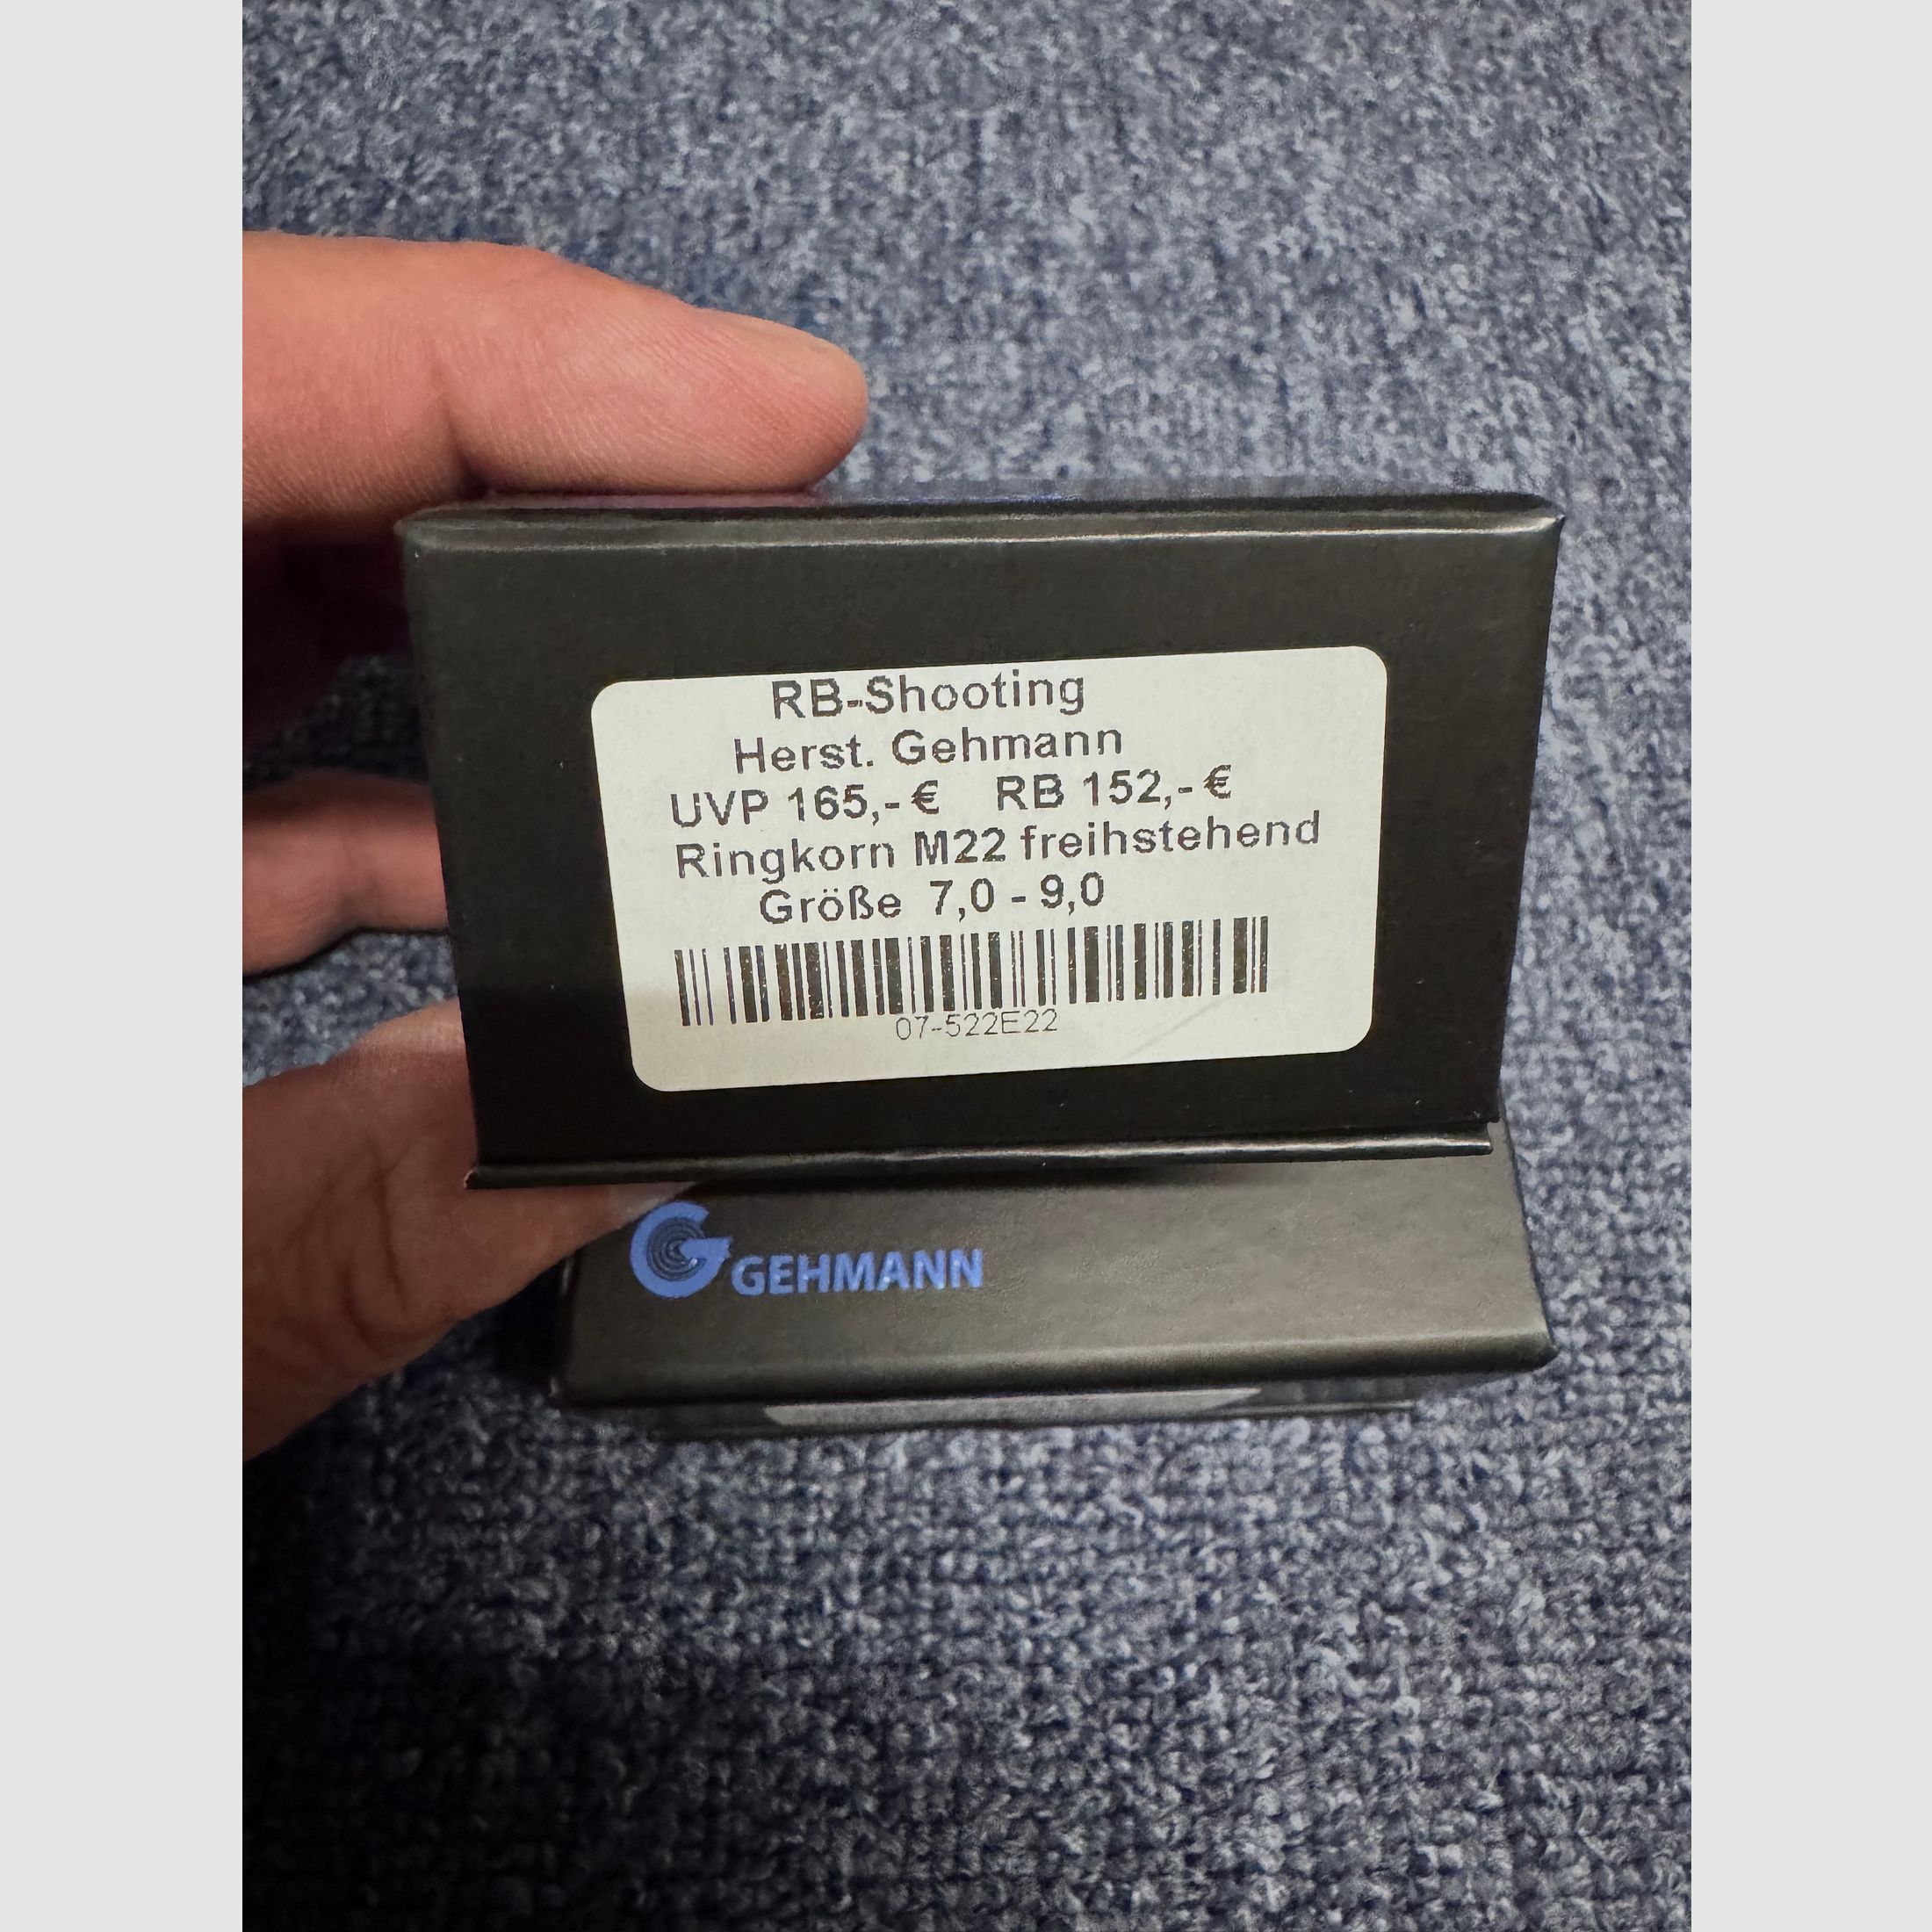 RB-Shooting
Herst. Gehmann
UVP 165,- € RB 152,- €
Ringkorn M22 freihstehend
Größe 7,0 - 9,0
07-522E22
GEHMANN